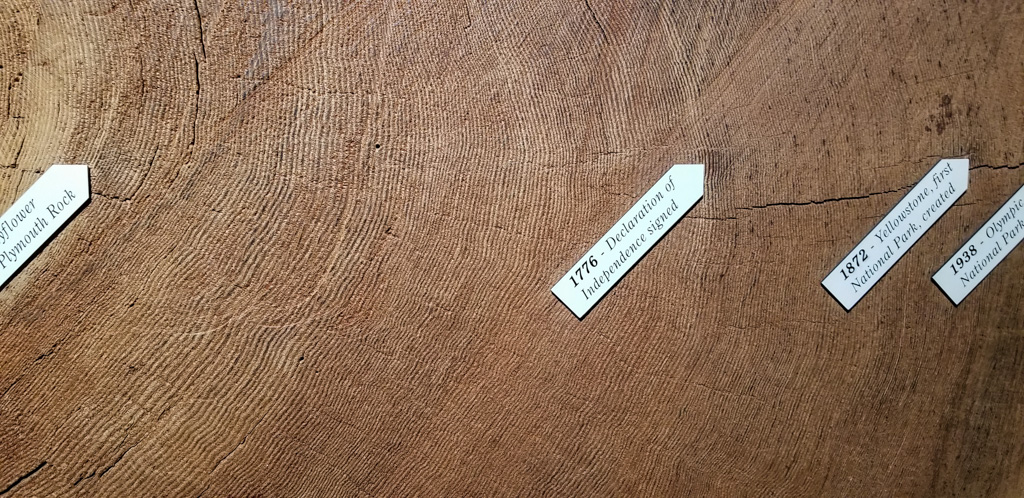 yflower
Plymouth Rock
1776 - Declaration of
Independence signed
1872 - Yellowstone, first
National Park, created
1938 - Olympic
National Park